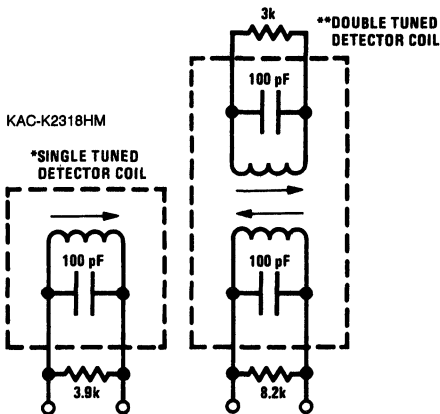 3k
**DOUBLE TUNED
DETECTOR COIL
100 pF
KAC-K2318HM
*SINGLE TUNED
DETECTOR COIL
100 pF
100 pF
3.9k
8.2k